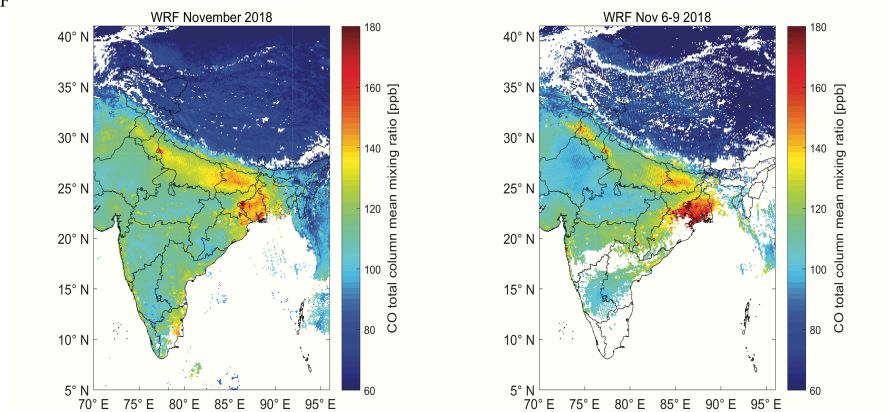 F
WRF November 2018
40° N
35° N
30° N
25° N
20° N
15° N
10° N
5° N
70° E 75° E 80° E 85° E 90° E 95° E
180
160
140
120
100
80
60
CO total column mean mixing ratio [ppb]
WRF Nov 6-9 2018
40° N
35° N
30° N
25° N
20° N
15° N
10° N
5° N
70° E 75° E 80° E 85° E 90° E 95° E
180
160
140
120
100
80
60
CO total column mean mixing ratio [ppb]